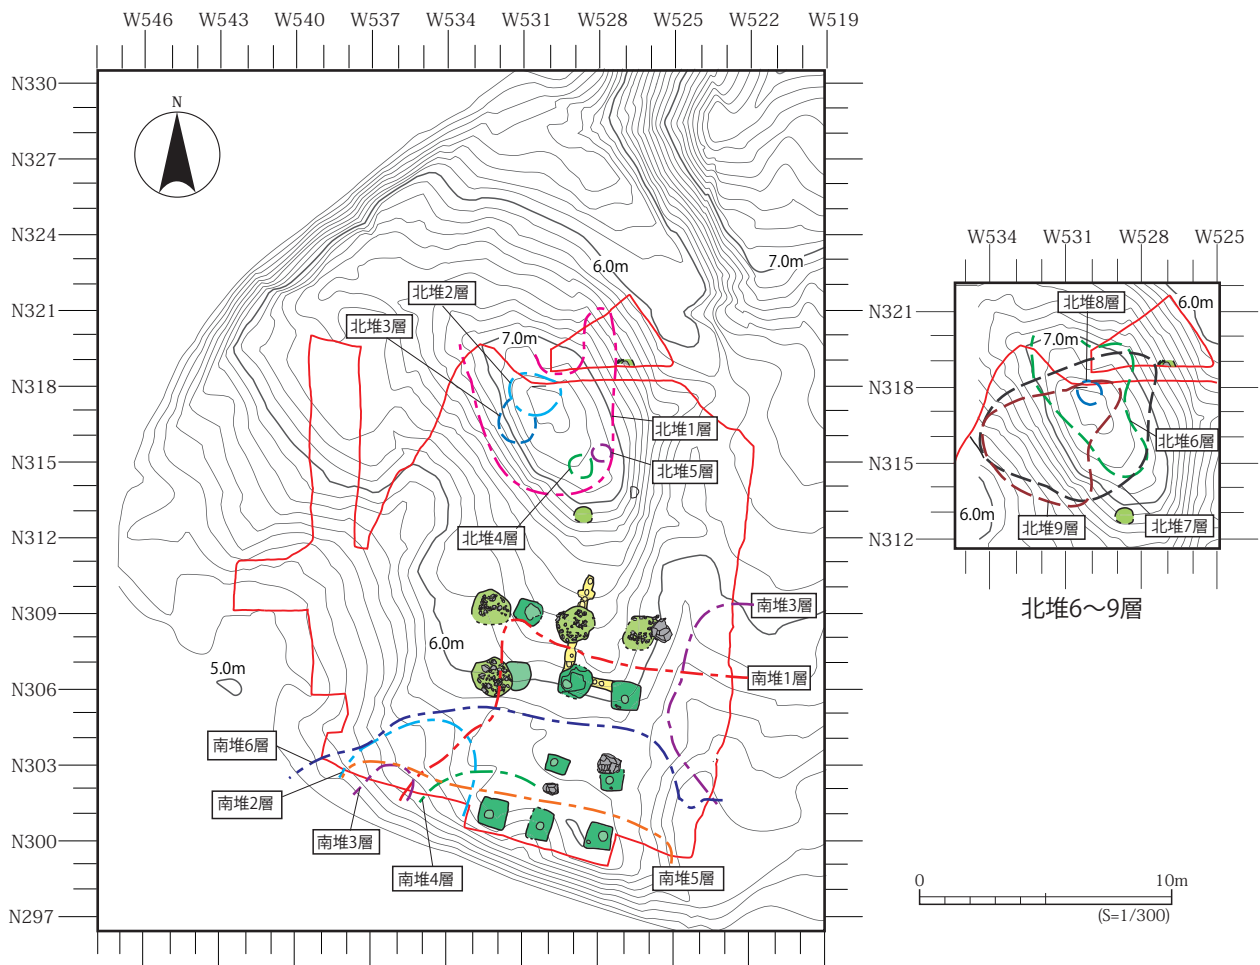 W546 W543 W540 W537 W534 W531 W528 W525 W522 W519
N330
N
N327
N324
6.0m
7.0m
北堆2層
N321
北堆3層
7.0m
N318
北堆1層
N315
北堆5層
D
北堆4層
N312
N309
南堆3層
6.0m
5.0m
南堆1層
N306
南堆6層
N303
南堆2層
南堆3層
N300
南堆4層
南堆5層
N297
W534 W531 W528 W525
北堆8層
6.0m
N321
7.0m
N318
北堆6層
N315
6.0m
北堆9層
北堆7層
N312
北堆6〜9層
0
10m
(S=1/300)